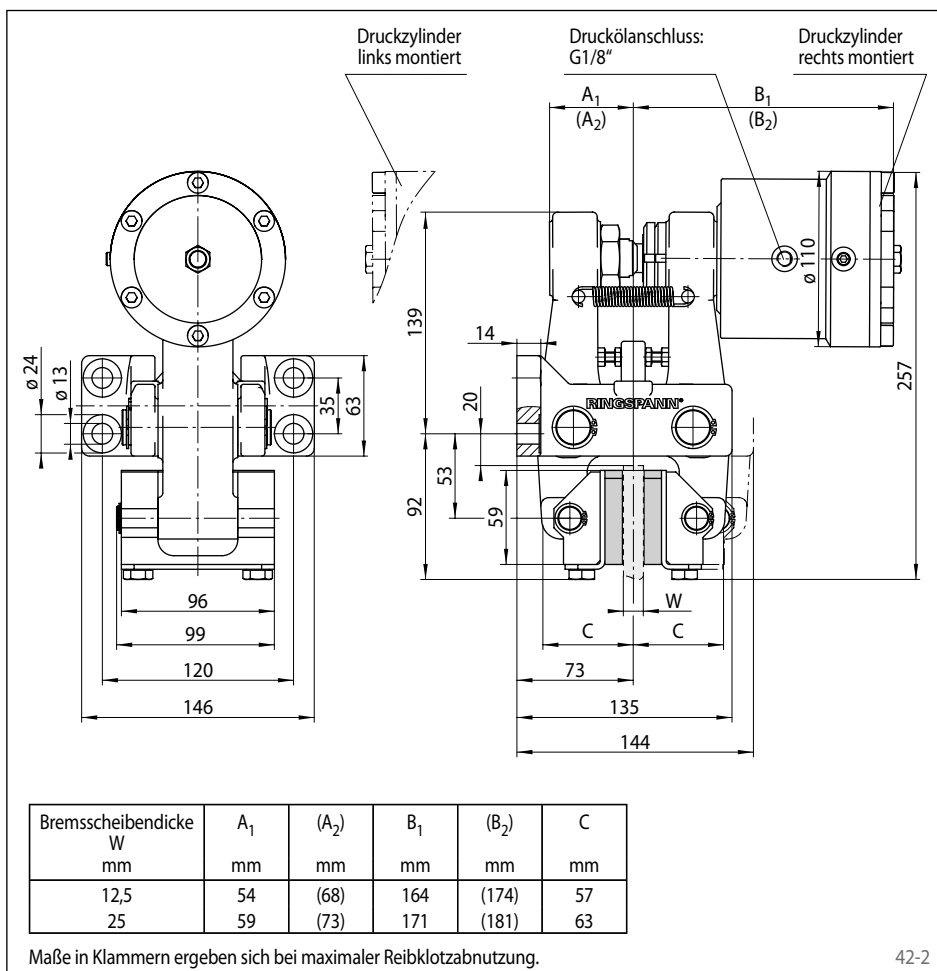 Druckzylinder
links montiert
Druckölanschluss:
G1/8“
Druckzylinder
rechts montiert
A1
(A2)
B1
(B2)
ø 110
139
14
257
ø 24
ø 13
35
63
20
RINGSPANN®
53
92
59
96
99
120
146
W
C
C
73
135
144
Bremsscheibendicke A1 (A2) B1 (B2) C
W
mm mm mm mm mm mm
12,5 54 (68) 164 (174) 57
25 59 (73) 171 (181) 63
Maße in Klammern ergeben sich bei maximaler Reibklotzabnutzung.
42-2